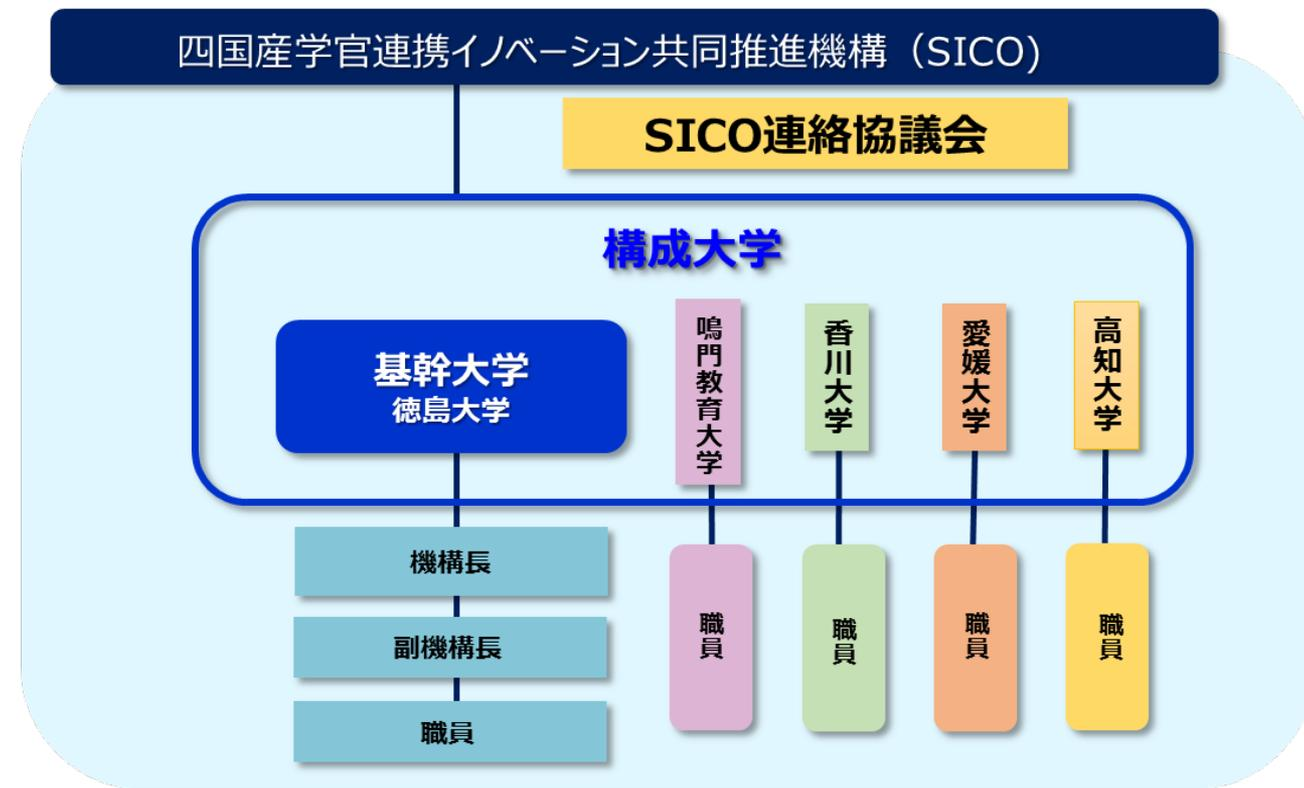 四国産学官連携イノベーション共同推進機構（SICO)
SICO連絡協議会
構成大学
基幹大学
徳島大学
鳴門教育大学
香川大学
愛媛大学
高知大学
機構長
副機構長
職員
職員
職員
職員
職員